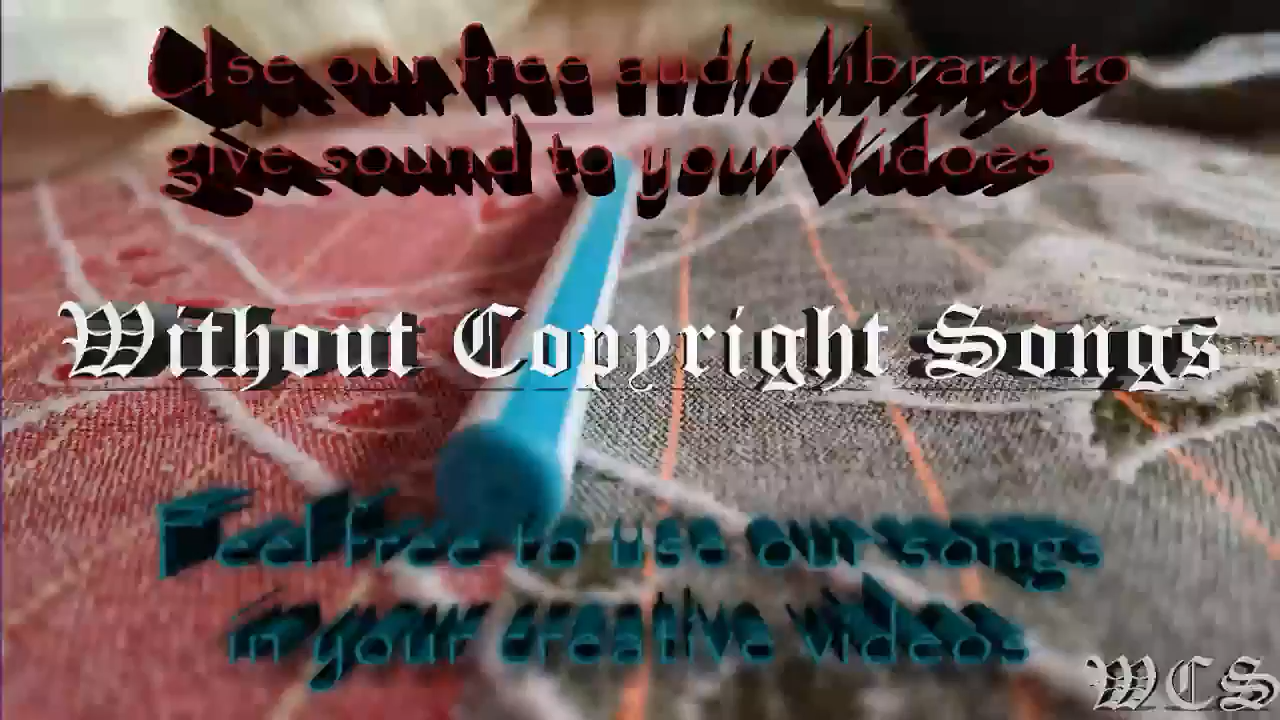 Use our free audio library to
give sound to your Vidoes
Without Copyright Songs
Feel free to use our songs
in your creative videos
WCS